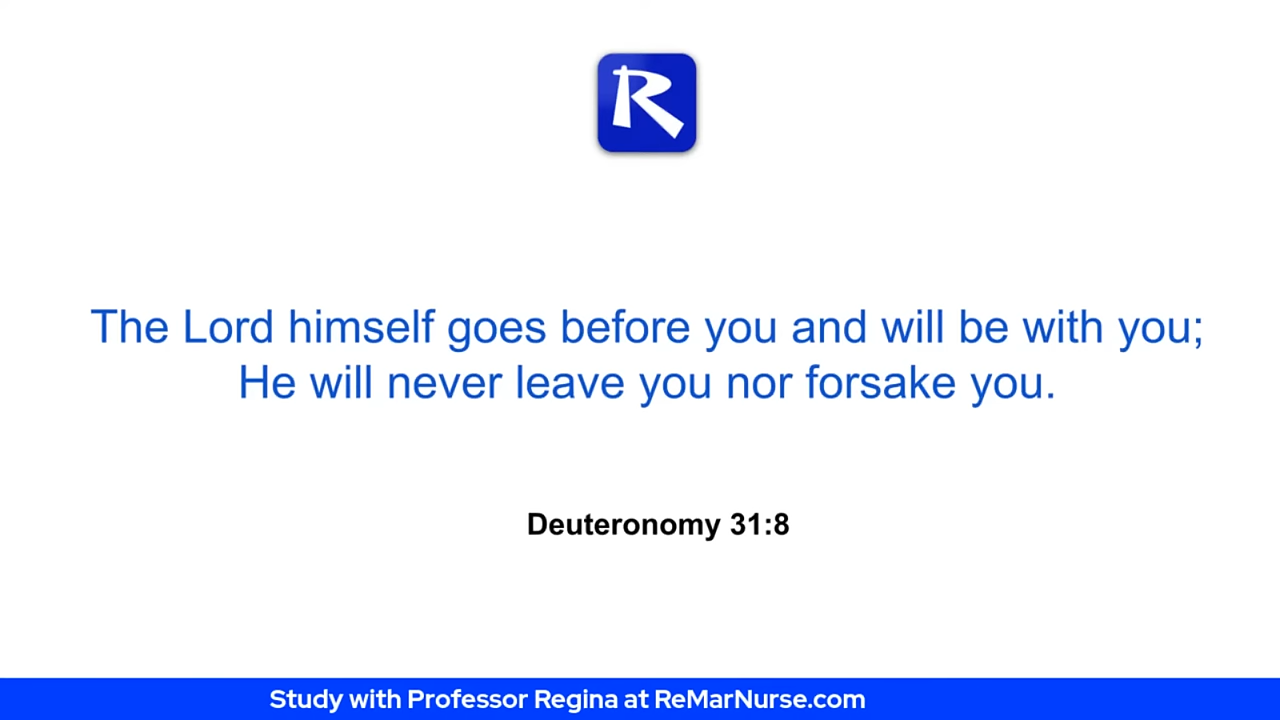 R
The Lord himself goes before you and will be with you;
He will never leave you nor forsake you.
Deuteronomy 31:8
Study with Professor Regina at ReMarNurse.com